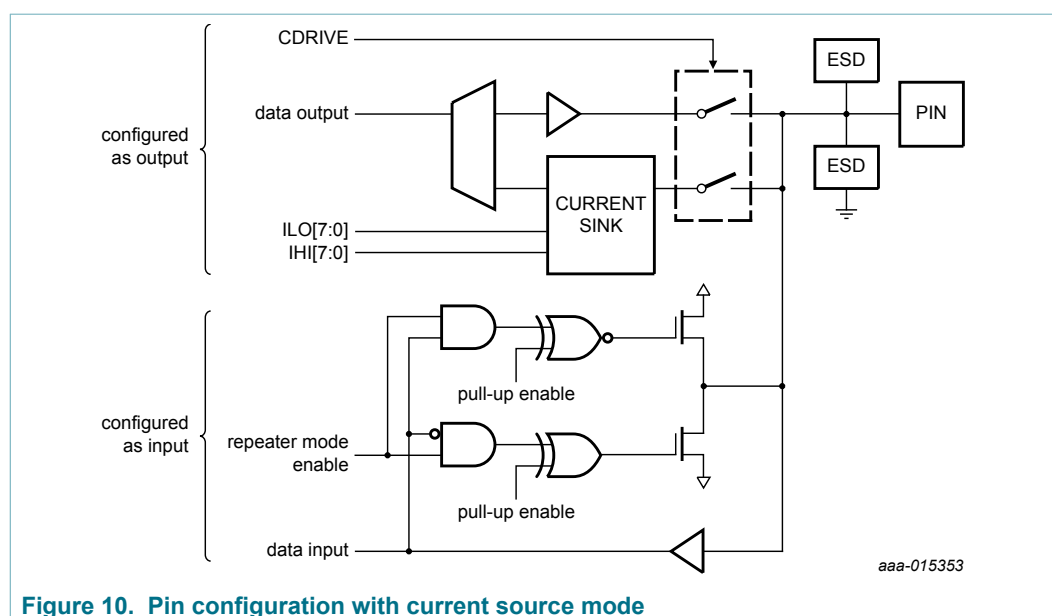 CDRIVE
ESD
data output
PIN
configured
as output
ESD
CURRENT
SINK
ILO[7:0]
IHI[7:0]
pull-up enable
configured
as input
repeater mode
enable
pull-up enable
data input
aaa-015353
Figure 10. Pin configuration with current source mode